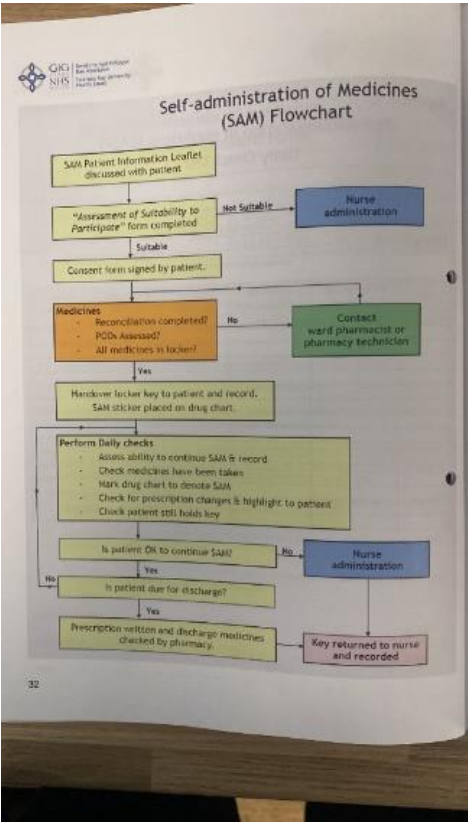 GIG
NHS
Self-administration of Medicines
(SAM) Flowchart
SAM Patient Information Leaflet
discussed with patient
"Assessment of Suitability to
Participate" form completed
Not Suitable
Nurse
administration
Suitable
Consent form signed by patient.
Medicines
- Reconciliation completed?
- PODs Assessed?
- All medicines in locker?
No
Contact
ward pharmacist or
pharmacy technician
Yes
Handover locker key to patient and record.
SAM sticker placed on drug chart.
Perform Daily checks
- Assess ability to continue SAM & record
- Check medicines have been taken
- Mark drug chart to denote SAM
- Check for prescription changes & highlight to patient
- Check patient still holds key
Is patient OK to continue SAM?
No
Nurse
administration
Yes
No
Is patient due for discharge?
Yes
Prescription written and discharge medicines
checked by pharmacy.
Key returned to nurse
and recorded
32